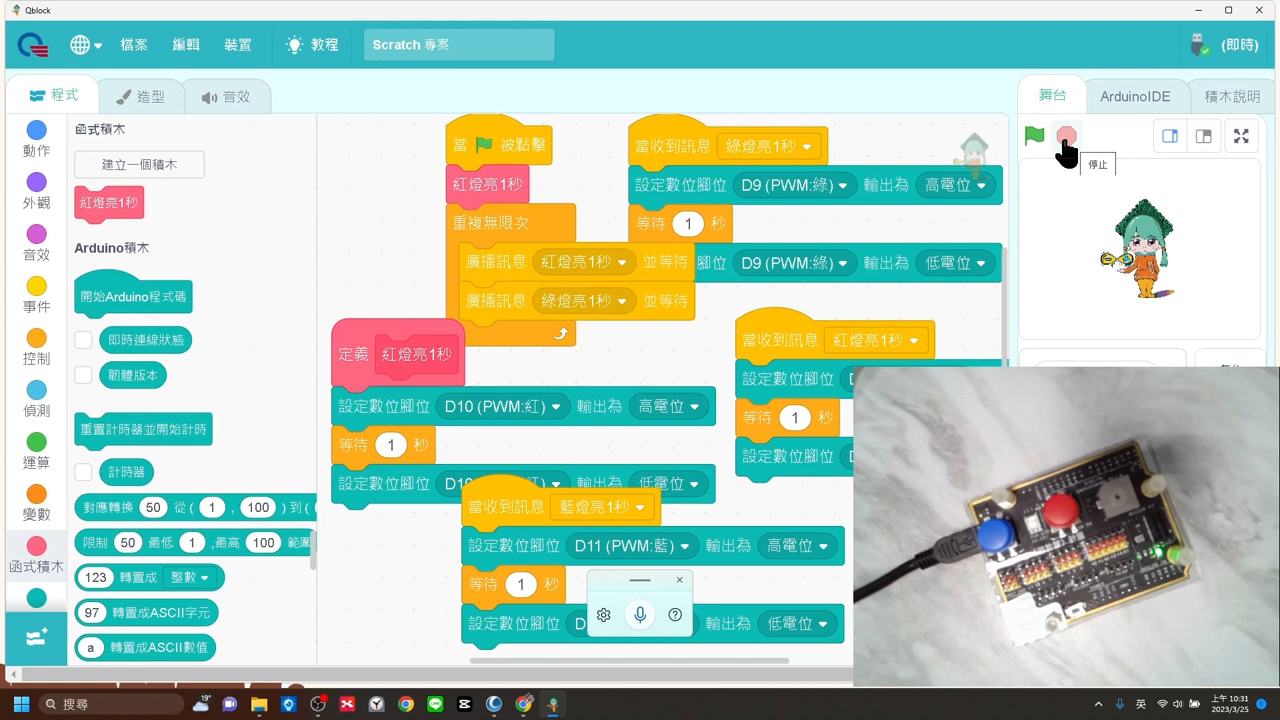 Qblock
檔案
編輯
裝置
教程
Scratch 專案
(即時)
程式
造型
音效
舞台
ArduinoIDE
積木說明
停止
動作
外觀
音效
事件
控制
偵測
運算
變數
函式積木
函式積木
建立一個積木
紅燈亮1秒
Arduino積木
開始Arduino程式碼
即時連線狀態
韌體版本
重置計時器並開始計時
計時器
對應轉換 50 從 ( 1 , 100 ) 到 (
限制 50 最低 1 ,最高 100 範圍
123 轉置成 整數
97 轉置成ASCII字元
a 轉置成ASCII數值
當 被點擊
紅燈亮1秒
重複無限次
廣播訊息 紅燈亮1秒 並等待
廣播訊息 綠燈亮1秒 並等待
當收到訊息 綠燈亮1秒
設定數位腳位 D9 (PWM:綠) 輸出為 高電位
等待 1 秒
腳位 D9 (PWM:綠) 輸出為 低電位
定義 紅燈亮1秒
設定數位腳位 D10 (PWM:紅) 輸出為 高電位
等待 1 秒
設定數位腳位 低電位
當收到訊息 紅燈亮1秒
設定數位腳位
等待 1 秒
設定數位腳位
當收到訊息 藍燈亮1秒
設定數位腳位 D11 (PWM:藍) 輸出為 高電位
等待 1 秒
設定數位腳位 D 輸出為 低電位
搜尋
19°
英
上午 10:31
2023/3/25